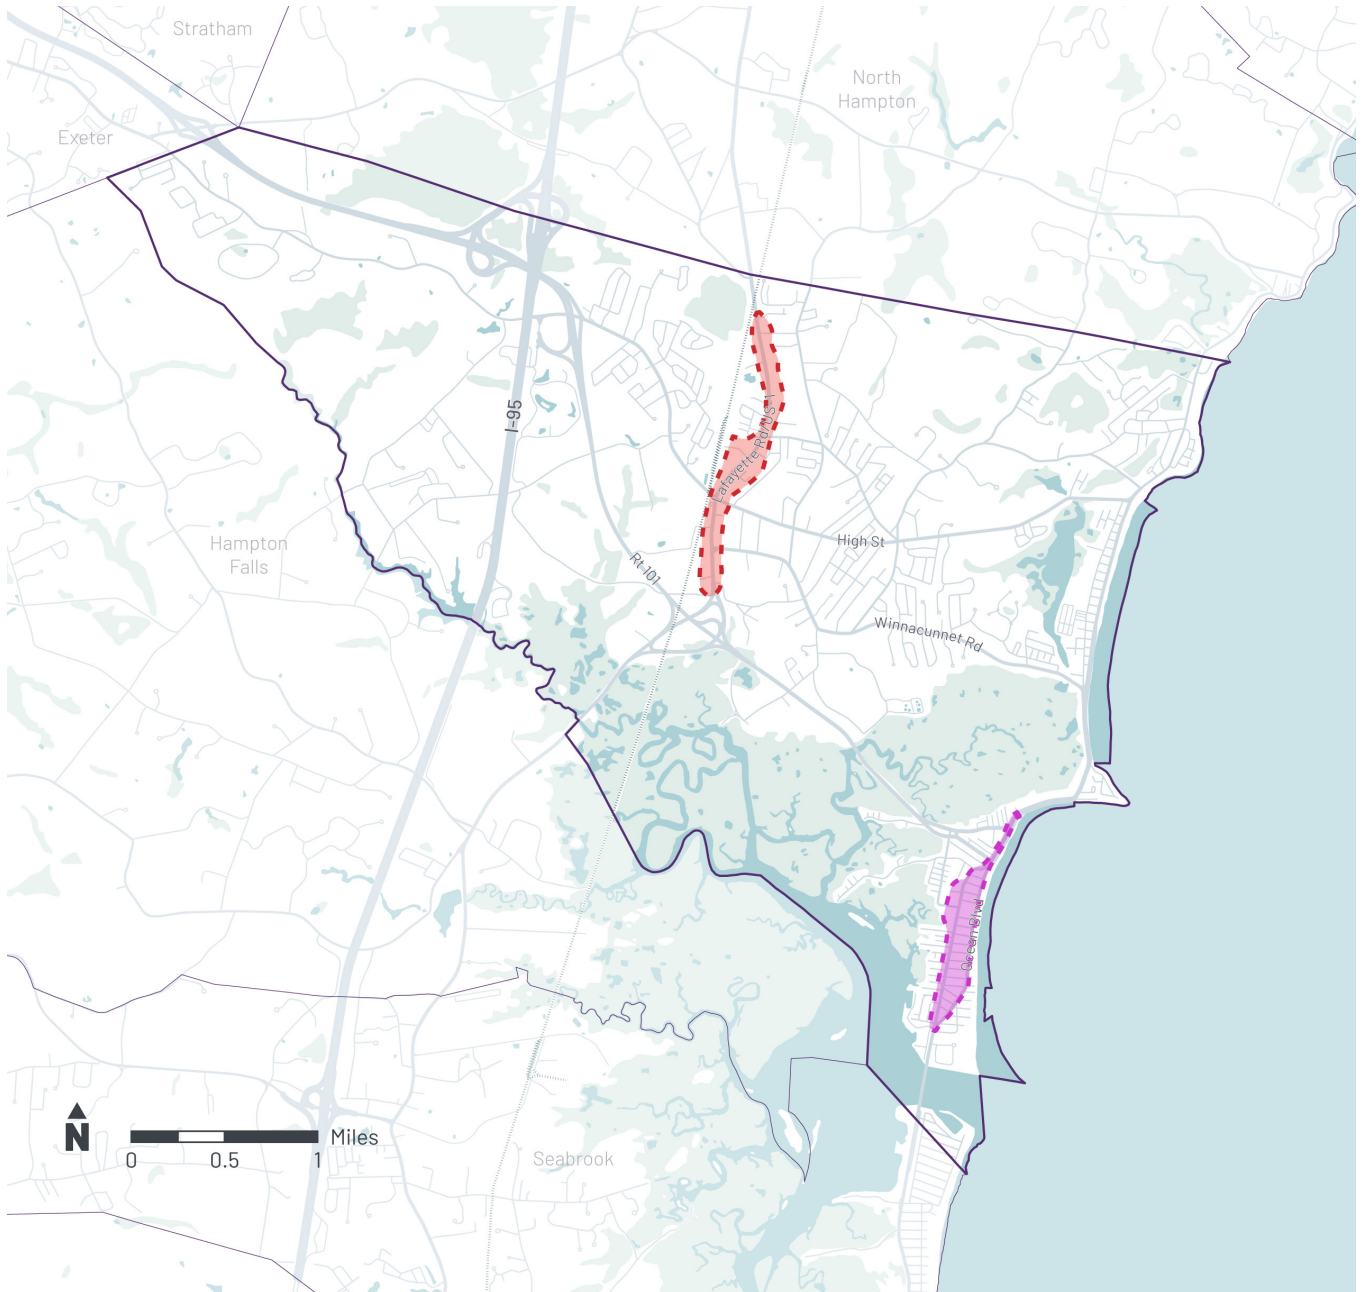 Stratham
North
Hampton
Exeter
I-95
Lafayette Rd/US-1
High St
Hampton
Falls
Rt 101
Winnacunnet Rd
Ocean Blvd
N
Miles
0 0.5 1
Seabrook